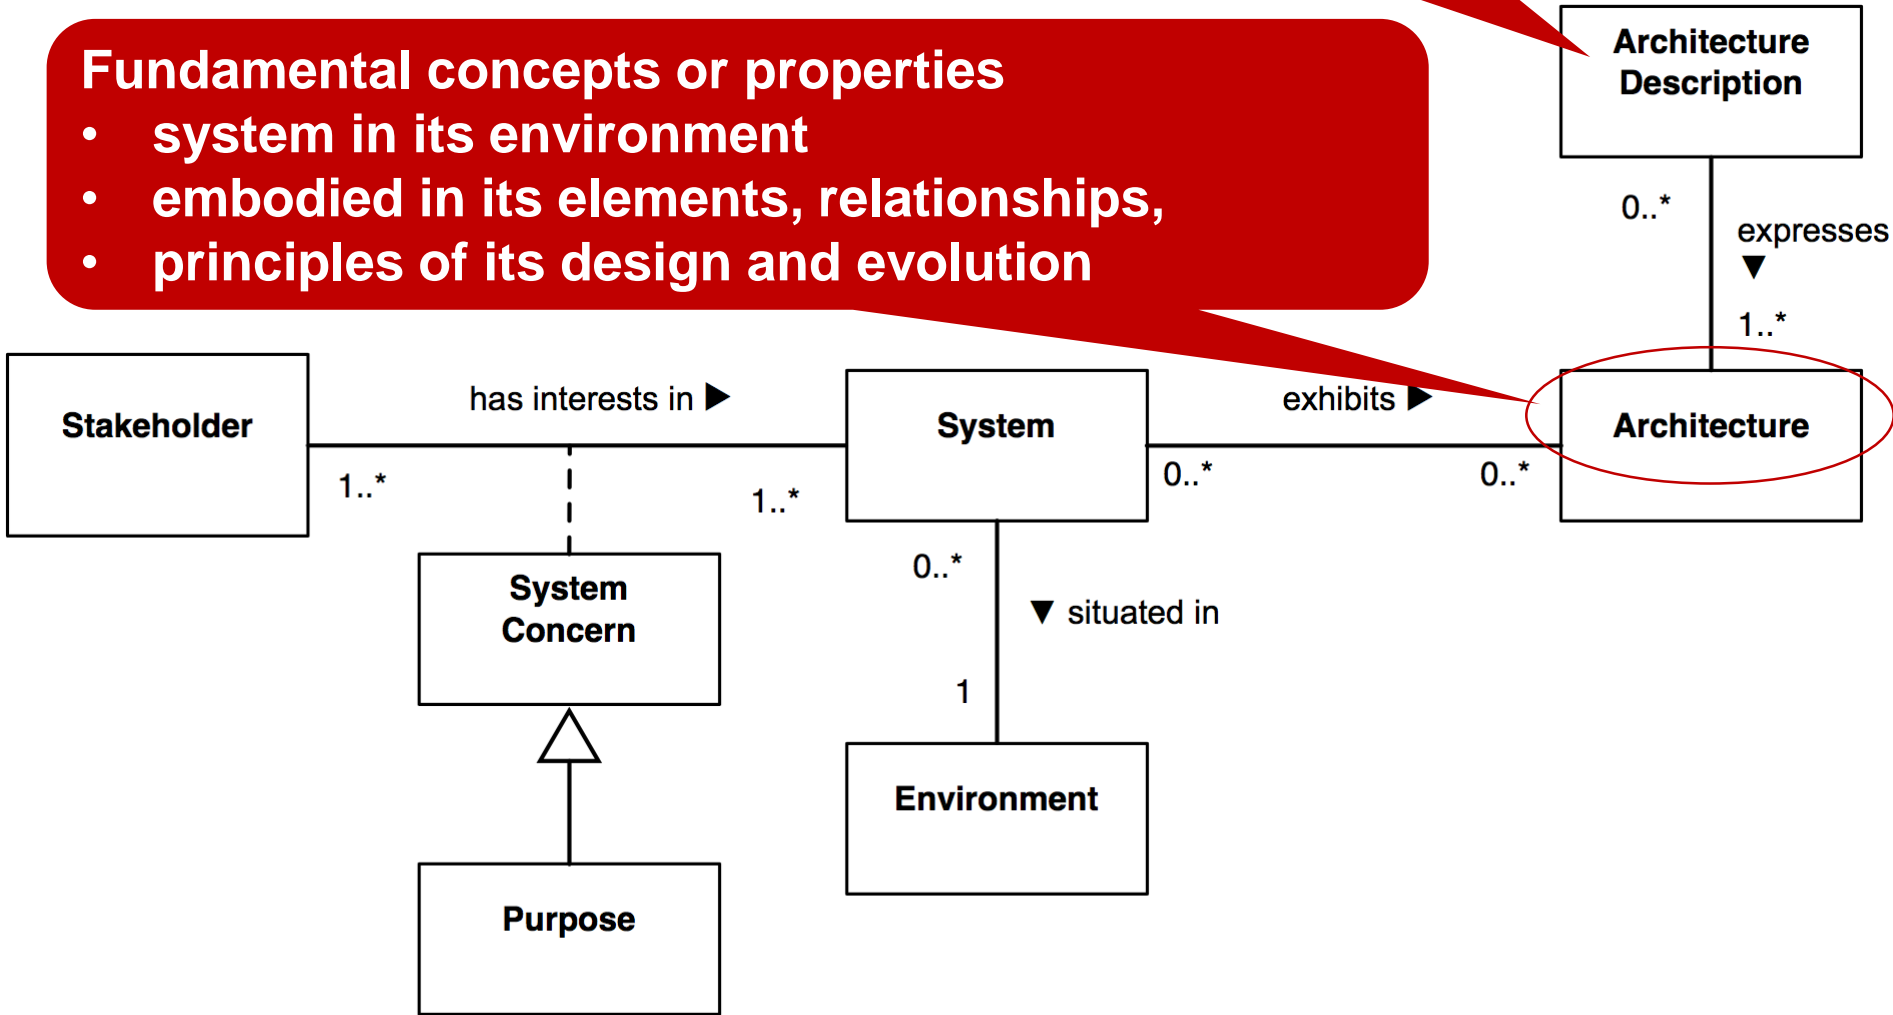 Fundamental concepts or properties
• system in its environment
• embodied in its elements, relationships,
• principles of its design and evolution
Architecture
Description
0..*
expresses
▼
1..*
Stakeholder
has interests in ▶
1..*
1..*
System
exhibits ▶
0..*
0..*
Architecture
System
Concern
0..*
▼ situated in
1
Environment
Purpose